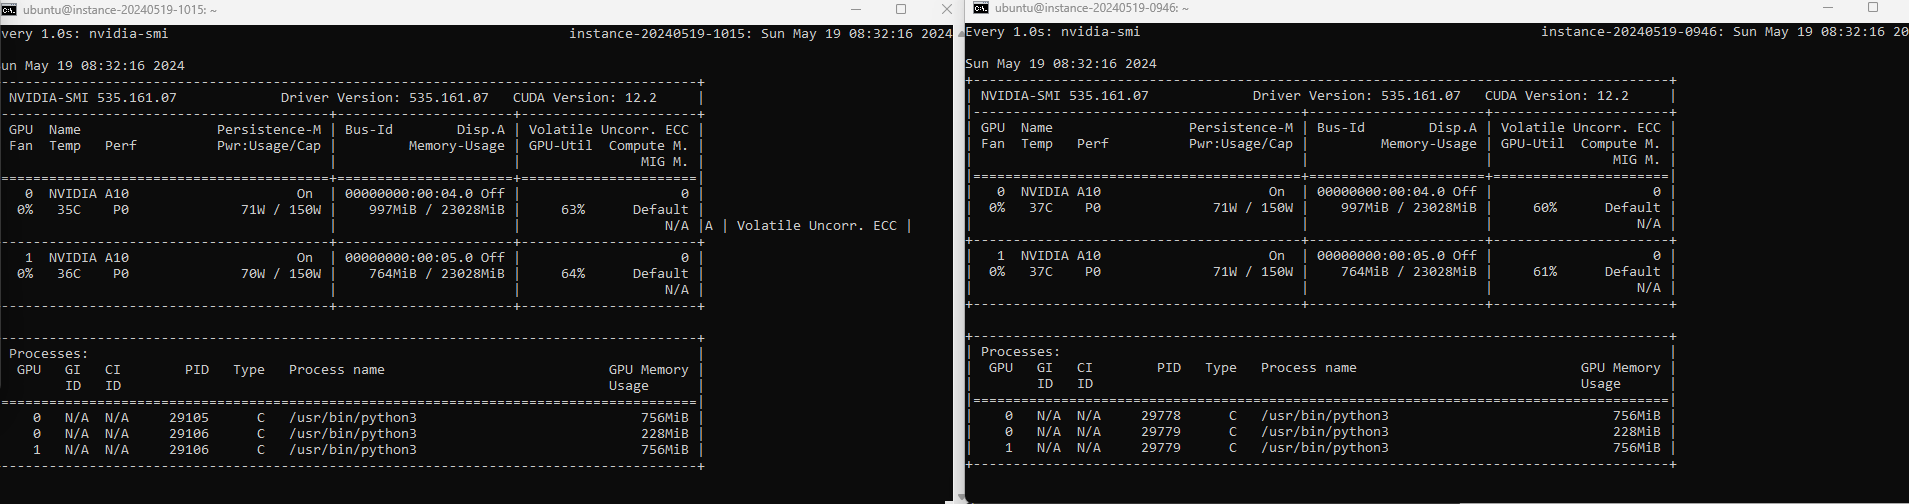 ubuntu@instance-20240519-1015: ~
very 1.0s: nvidia-smi instance-20240519-1015: Sun May 19 08:32:16 2024
un May 19 08:32:16 2024
NVIDIA-SMI 535.161.07 Driver Version: 535.161.07 CUDA Version: 12.2
GPU Name Persistence-M | Bus-Id Disp.A | Volatile Uncorr. ECC |
Fan Temp Perf Pwr:Usage/Cap | Memory-Usage | GPU-Util Compute M. |
| | MIG M. |
0 NVIDIA A10 On | 00000000:00:04.0 Off | 0 |
0% 35C P0 71W / 150W | 997MiB / 23028MiB | 63% Default |
| | N/A |A | Volatile Uncorr. ECC |
1 NVIDIA A10 On | 00000000:00:05.0 Off | 0 |
0% 36C P0 70W / 150W | 764MiB / 23028MiB | 64% Default |
| | N/A |
Processes: |
GPU GI CI PID Type Process name GPU Memory |
ID ID Usage |
0 N/A N/A 29105 C /usr/bin/python3 756MiB |
0 N/A N/A 29106 C /usr/bin/python3 228MiB |
1 N/A N/A 29106 C /usr/bin/python3 756MiB |
ubuntu@instance-20240519-0946: ~
Every 1.0s: nvidia-smi instance-20240519-0946: Sun May 19 08:32:16 20
Sun May 19 08:32:16 2024
| NVIDIA-SMI 535.161.07 Driver Version: 535.161.07 CUDA Version: 12.2 |
| GPU Name Persistence-M | Bus-Id Disp.A | Volatile Uncorr. ECC |
| Fan Temp Perf Pwr:Usage/Cap | Memory-Usage | GPU-Util Compute M. |
| | | MIG M. |
| 0 NVIDIA A10 On | 00000000:00:04.0 Off | 0 |
| 0% 37C P0 71W / 150W | 997MiB / 23028MiB | 60% Default |
| | | N/A |
| 1 NVIDIA A10 On | 00000000:00:05.0 Off | 0 |
| 0% 37C P0 71W / 150W | 764MiB / 23028MiB | 61% Default |
| | | N/A |
| Processes: |
| GPU GI CI PID Type Process name GPU Memory |
| ID ID Usage |
| 0 N/A N/A 29778 C /usr/bin/python3 756MiB |
| 0 N/A N/A 29779 C /usr/bin/python3 228MiB |
| 1 N/A N/A 29779 C /usr/bin/python3 756MiB |